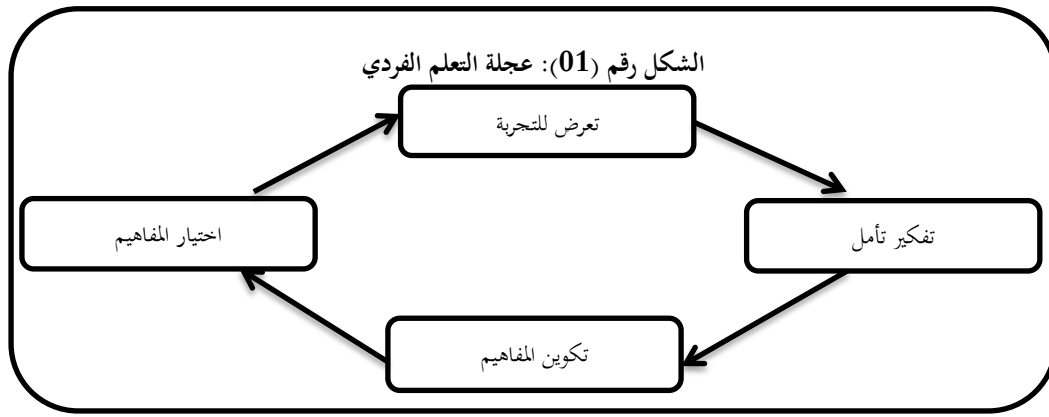 الشكل رقم (01): عجلة التعلم الفردي
تعرض للتجربة
تفكير تأمل
اختيار المفاهيم
تكوين المفاهيم